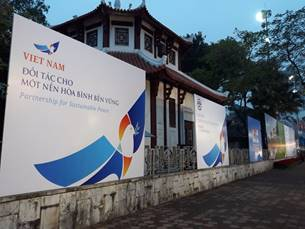 VIET NAM
ĐỐI TÁC CHO
MỘT NỀN HÒA BÌNH BỀN VỮNG
Partnership for Sustainable Peace